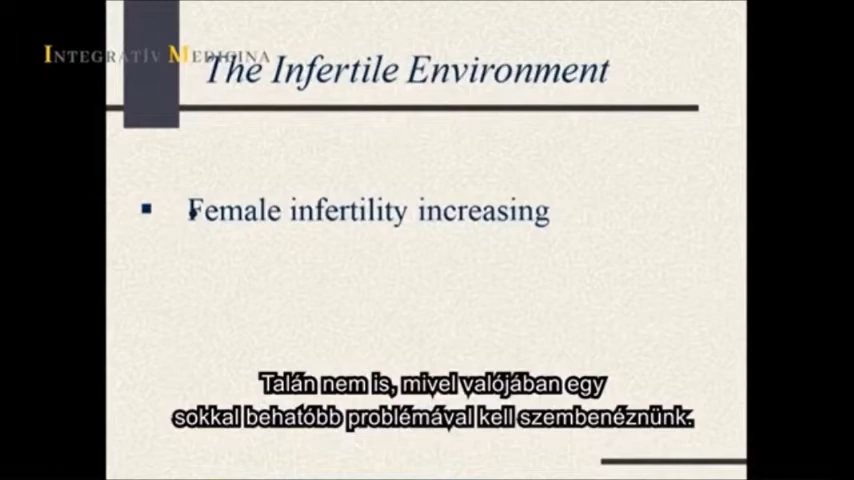 INTEGRATÍV MEDICINA
The Infertile Environment
▪ Female infertility increasing
Talán nem is, mivel valójában egy
sokkal behatóbb problémával kell szembenéznünk.